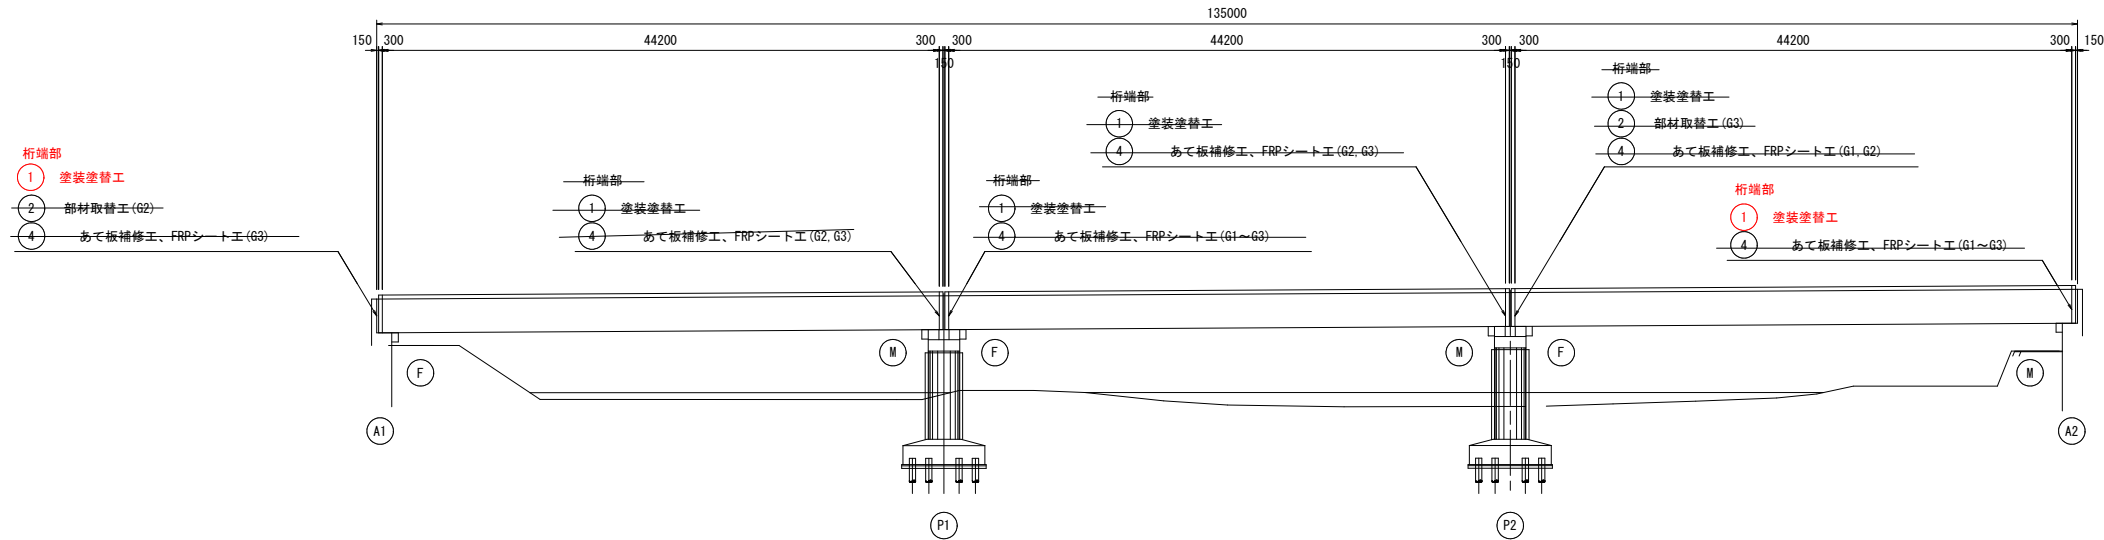 135000
150 300 44200 300 300 44200 300 300 44200 300 150
150 150
桁端部
① 塗装塗替工
② 部材取替工(G2)
④ あて板補修工、FRPシート工(G3)
桁端部
① 塗装塗替工
④ あて板補修工、FRPシート工(G2,G3)
桁端部
① 塗装塗替工
④ あて板補修工、FRPシート工(G1～G3)
桁端部
① 塗装塗替工
④ あて板補修工、FRPシート工(G2,G3)
桁端部
① 塗装塗替工
② 部材取替工(G3)
④ あて板補修工、FRPシート工(G1,G2)
桁端部
① 塗装塗替工
④ あて板補修工、FRPシート工(G1～G3)
F M F M F M
A1 P1 P2 A2